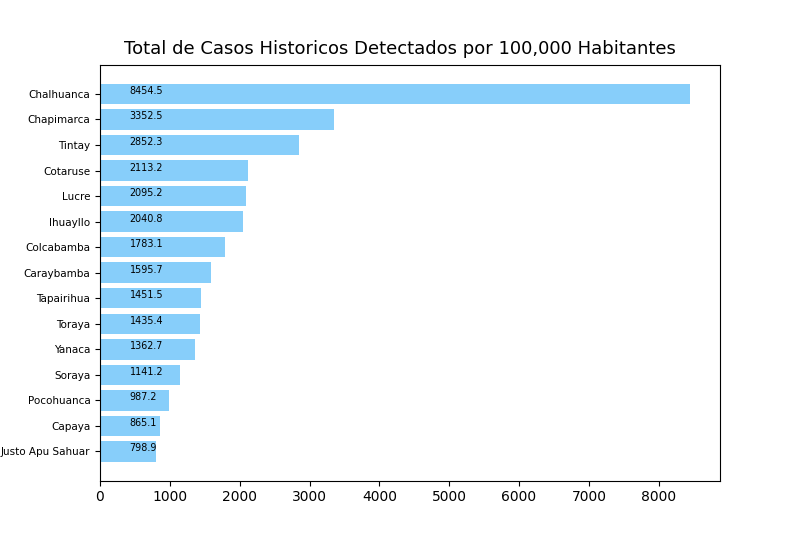 Total de Casos Historicos Detectados por 100,000 Habitantes
Chalhuanca 8454.5
Chapimarca 3352.5
Tintay 2852.3
Cotaruse 2113.2
Lucre 2095.2
Ihuayllo 2040.8
Colcabamba 1783.1
Caraybamba 1595.7
Tapairihua 1451.5
Toraya 1435.4
Yanaca 1362.7
Soraya 1141.2
Pocohuanca 987.2
Capaya 865.1
Justo Apu Sahuar 798.9
0 1000 2000 3000 4000 5000 6000 7000 8000